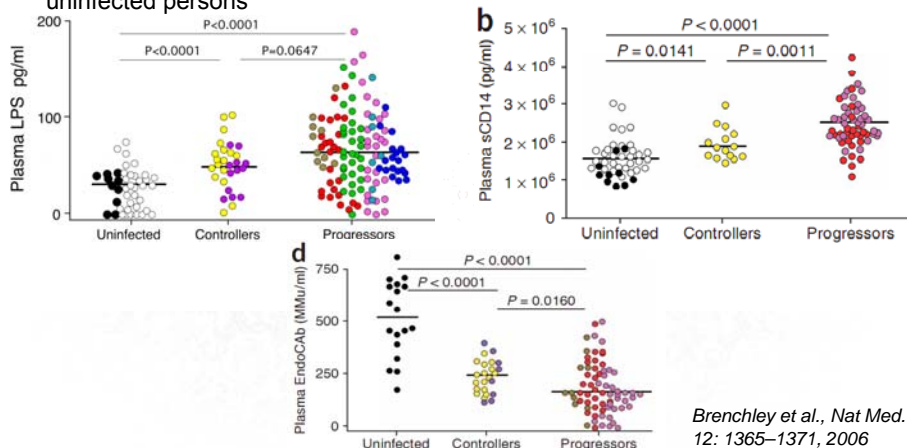 uninfected persons
P<0.0001
P<0.0001
P=0.0647
Plasma LPS pg/ml
200
100
0
Uninfected
Controllers
Progressors
b
P < 0.0001
P = 0.0141
P = 0.0011
Plasma sCD14 (pg/ml)
5 × 10⁶
4 × 10⁶
3 × 10⁶
2 × 10⁶
1 × 10⁶
0
Uninfected
Controllers
Progressors
d
P < 0.0001
P < 0.0001
P = 0.0160
Plasma EndoCAb (MMu/ml)
750
500
250
0
Uninfected
Controllers
Progressors
Brenchley et al., Nat Med.
12: 1365–1371, 2006